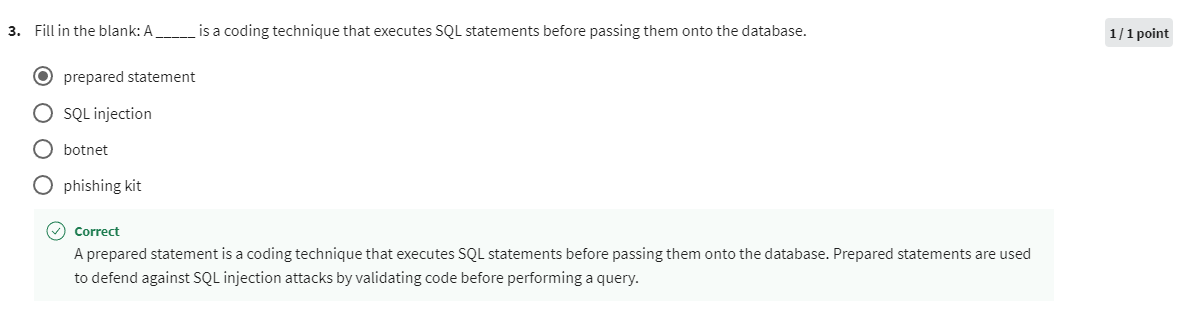 3. Fill in the blank: A _____ is a coding technique that executes SQL statements before passing them onto the database.
1 / 1 point
prepared statement
SQL injection
botnet
phishing kit
Correct
A prepared statement is a coding technique that executes SQL statements before passing them onto the database. Prepared statements are used
to defend against SQL injection attacks by validating code before performing a query.